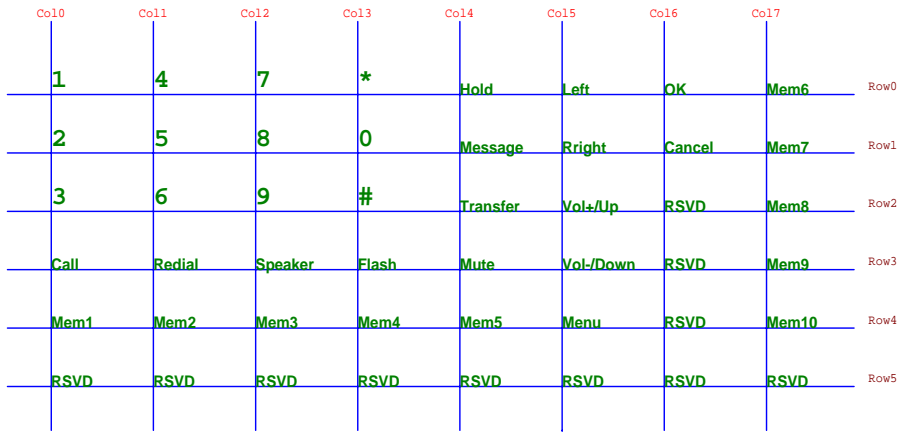 Col0 Col1 Col2 Col3 Col4 Col5 Col6 Col7
1 4 7 * Hold Left OK Mem6 Row0
2 5 8 0 Message Rright Cancel Mem7 Row1
3 6 9 # Transfer Vol+/Up RSVD Mem8 Row2
Call Redial Speaker Flash Mute Vol-/Down RSVD Mem9 Row3
Mem1 Mem2 Mem3 Mem4 Mem5 Menu RSVD Mem10 Row4
RSVD RSVD RSVD RSVD RSVD RSVD RSVD RSVD Row5